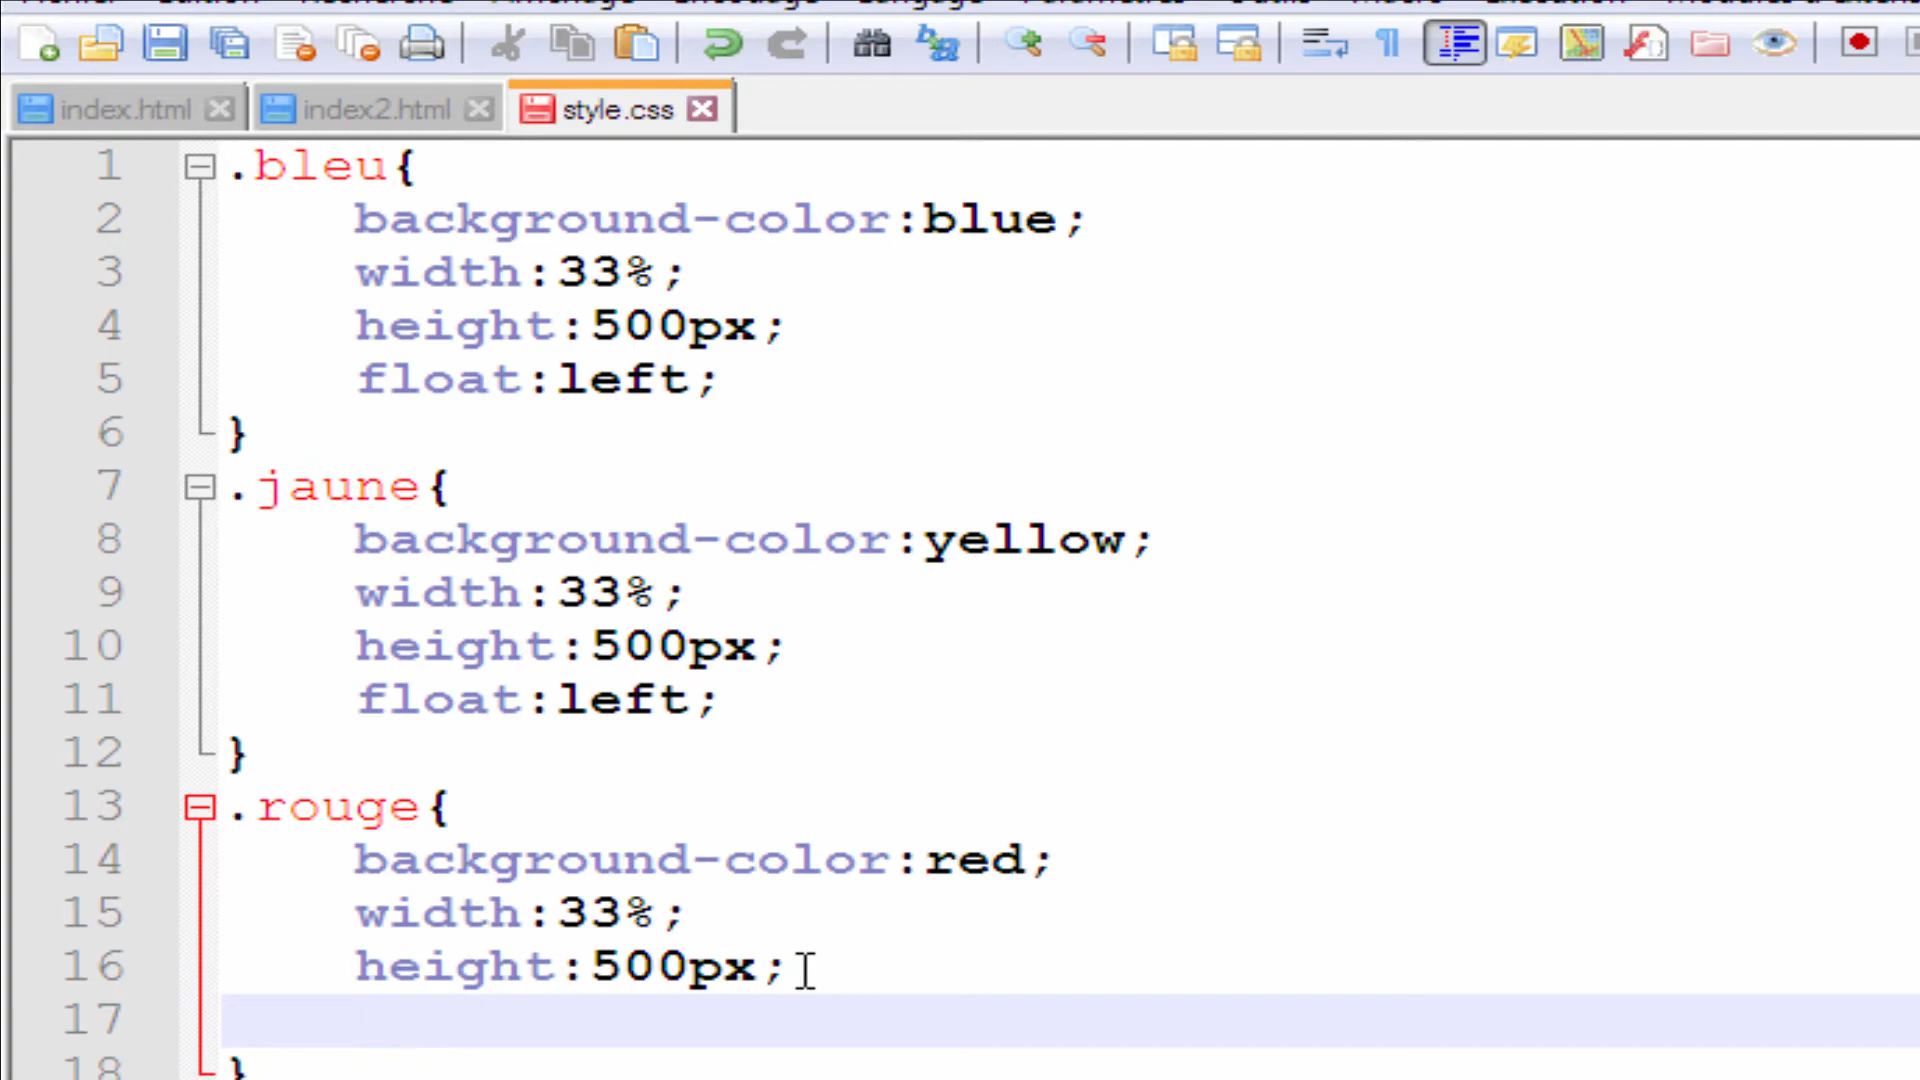 index.html index2.html style.css
1 .bleu{
2 background-color:blue;
3 width:33%;
4 height:500px;
5 float:left;
6 }
7 .jaune{
8 background-color:yellow;
9 width:33%;
10 height:500px;
11 float:left;
12 }
13 .rouge{
14 background-color:red;
15 width:33%;
16 height:500px;
17
18 }